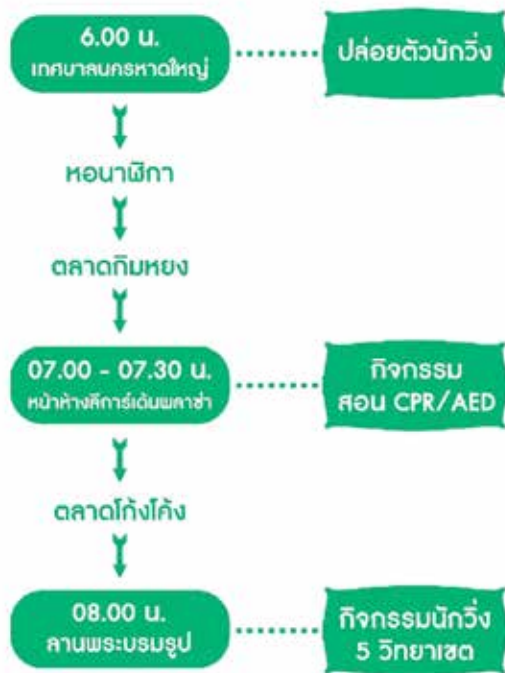 6.00 น.
เทศบาลนครหาดใหญ่
ปล่อยตัวนักวิ่ง
หอนาฬิกา
ตลาดกิมหยง
07.00 - 07.30 น.
หน้าห้างลีการ์เด้นพลาซ่า
กิจกรรม
สอน CPR/AED
ตลาดโก้งโค้ง
08.00 น.
ลานพระบรมรูป
กิจกรรมนักวิ่ง
5 วิทยาเขต